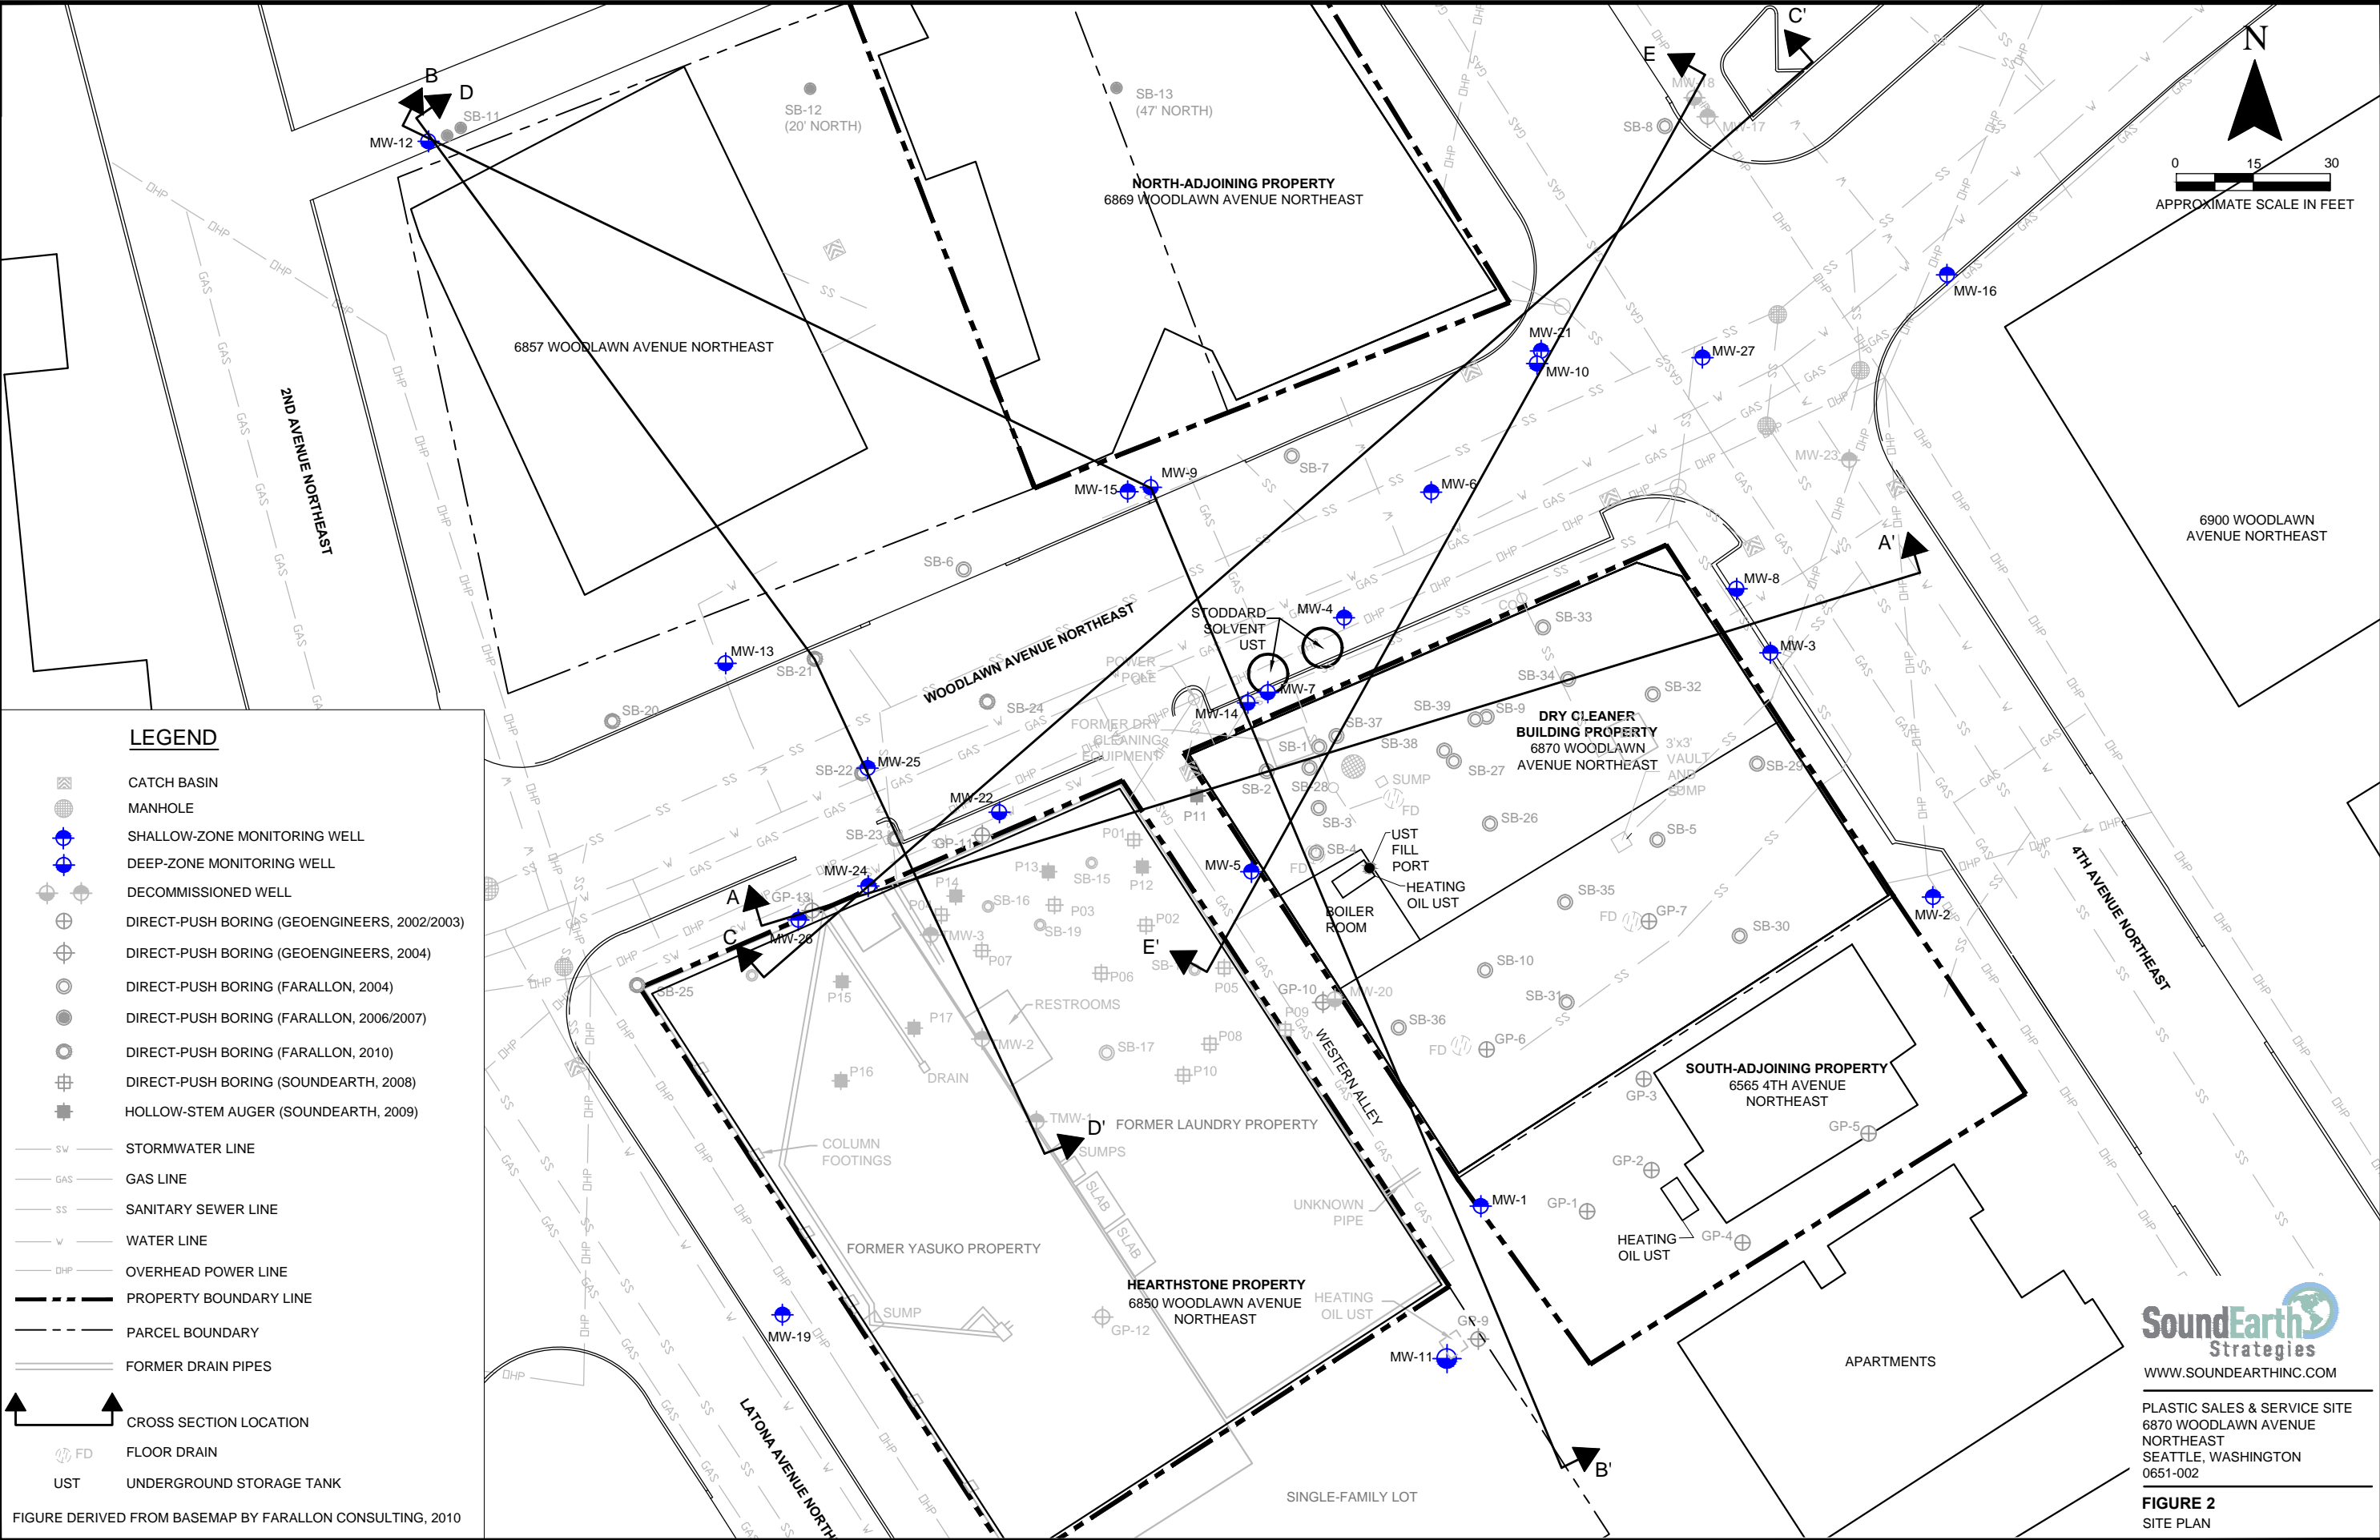 B
D
SB-11
MW-12
SB-12
(20' NORTH)
SB-13
(47' NORTH)
NORTH-ADJOINING PROPERTY
6869 WOODLAWN AVENUE NORTHEAST
E
MW-18
MW-17
SB-8
C'
N
0 15 30
APPROXIMATE SCALE IN FEET
MW-16
6857 WOODLAWN AVENUE NORTHEAST
2ND AVENUE NORTHEAST
MW-21
MW-10
MW-27
MW-9
MW-15
SB-7
MW-6
MW-23
6900 WOODLAWN
AVENUE NORTHEAST
A'
SB-6
MW-8
MW-3
STODDARD
SOLVENT
UST
MW-4
CO
SB-33
WOODLAWN AVENUE NORTHEAST
POWER
POLE
MW-13
SB-21
SB-20
SB-24
MW-7
MW-14
SB-34
SB-32
FORMER DRY
CLEANING
EQUIPMENT
SB-37
SB-39
SB-9
SB-1
SB-38
SB-27
DRY CLEANER
BUILDING PROPERTY
6870 WOODLAWN
AVENUE NORTHEAST
3'x3'
VAULT
AND
SUMP
SB-29
MW-25
SB-22
SB-2
SB-28
SUMP
FD
MW-22
SB-23
GP-11
P11
SB-3
SB-26
SB-5
P01
UST
FILL
PORT
SB-4
FD
MW-5
HEATING
OIL UST
BOILER
ROOM
MW-24
P13
SB-15
P12
A
GP-13
P14
P04
SB-16
P03
P02
SB-19
TMW-3
MW-26
C
SB-35
FD
GP-7
SB-30
MW-2
4TH AVENUE NORTHEAST
E'
P07
P06
SB-
P05
SB-10
SB-31
GP-10
MW-20
P09
SB-25
P15
RESTROOMS
P17
TMW-2
SB-17
P08
P10
P16
DRAIN
SB-36
FD
GP-6
WESTERN ALLEY
SOUTH-ADJOINING PROPERTY
6565 4TH AVENUE
NORTHEAST
GP-3
GP-5
TMW-1
D'
SUMPS
FORMER LAUNDRY PROPERTY
COLUMN
FOOTINGS
SLAB
SLAB
UNKNOWN
PIPE
MW-1
GP-2
GP-1
GP-4
HEATING
OIL UST
FORMER YASUKO PROPERTY
HEARTHSTONE PROPERTY
6850 WOODLAWN AVENUE
NORTHEAST
HEATING
OIL UST
GP-9
SUMP
GP-12
MW-19
MW-11
APARTMENTS
LATONA AVENUE NORTH
B'
SINGLE-FAMILY LOT
LEGEND
CATCH BASIN
MANHOLE
SHALLOW-ZONE MONITORING WELL
DEEP-ZONE MONITORING WELL
DECOMMISSIONED WELL
DIRECT-PUSH BORING (GEOENGINEERS, 2002/2003)
DIRECT-PUSH BORING (GEOENGINEERS, 2004)
DIRECT-PUSH BORING (FARALLON, 2004)
DIRECT-PUSH BORING (FARALLON, 2006/2007)
DIRECT-PUSH BORING (FARALLON, 2010)
DIRECT-PUSH BORING (SOUNDEARTH, 2008)
HOLLOW-STEM AUGER (SOUNDEARTH, 2009)
SW STORMWATER LINE
GAS GAS LINE
SS SANITARY SEWER LINE
W WATER LINE
OHP OVERHEAD POWER LINE
PROPERTY BOUNDARY LINE
PARCEL BOUNDARY
FORMER DRAIN PIPES
CROSS SECTION LOCATION
FD FLOOR DRAIN
UST UNDERGROUND STORAGE TANK
FIGURE DERIVED FROM BASEMAP BY FARALLON CONSULTING, 2010
SoundEarth
Strategies
WWW.SOUNDEARTHINC.COM
PLASTIC SALES & SERVICE SITE
6870 WOODLAWN AVENUE
NORTHEAST
SEATTLE, WASHINGTON
0651-002
FIGURE 2
SITE PLAN